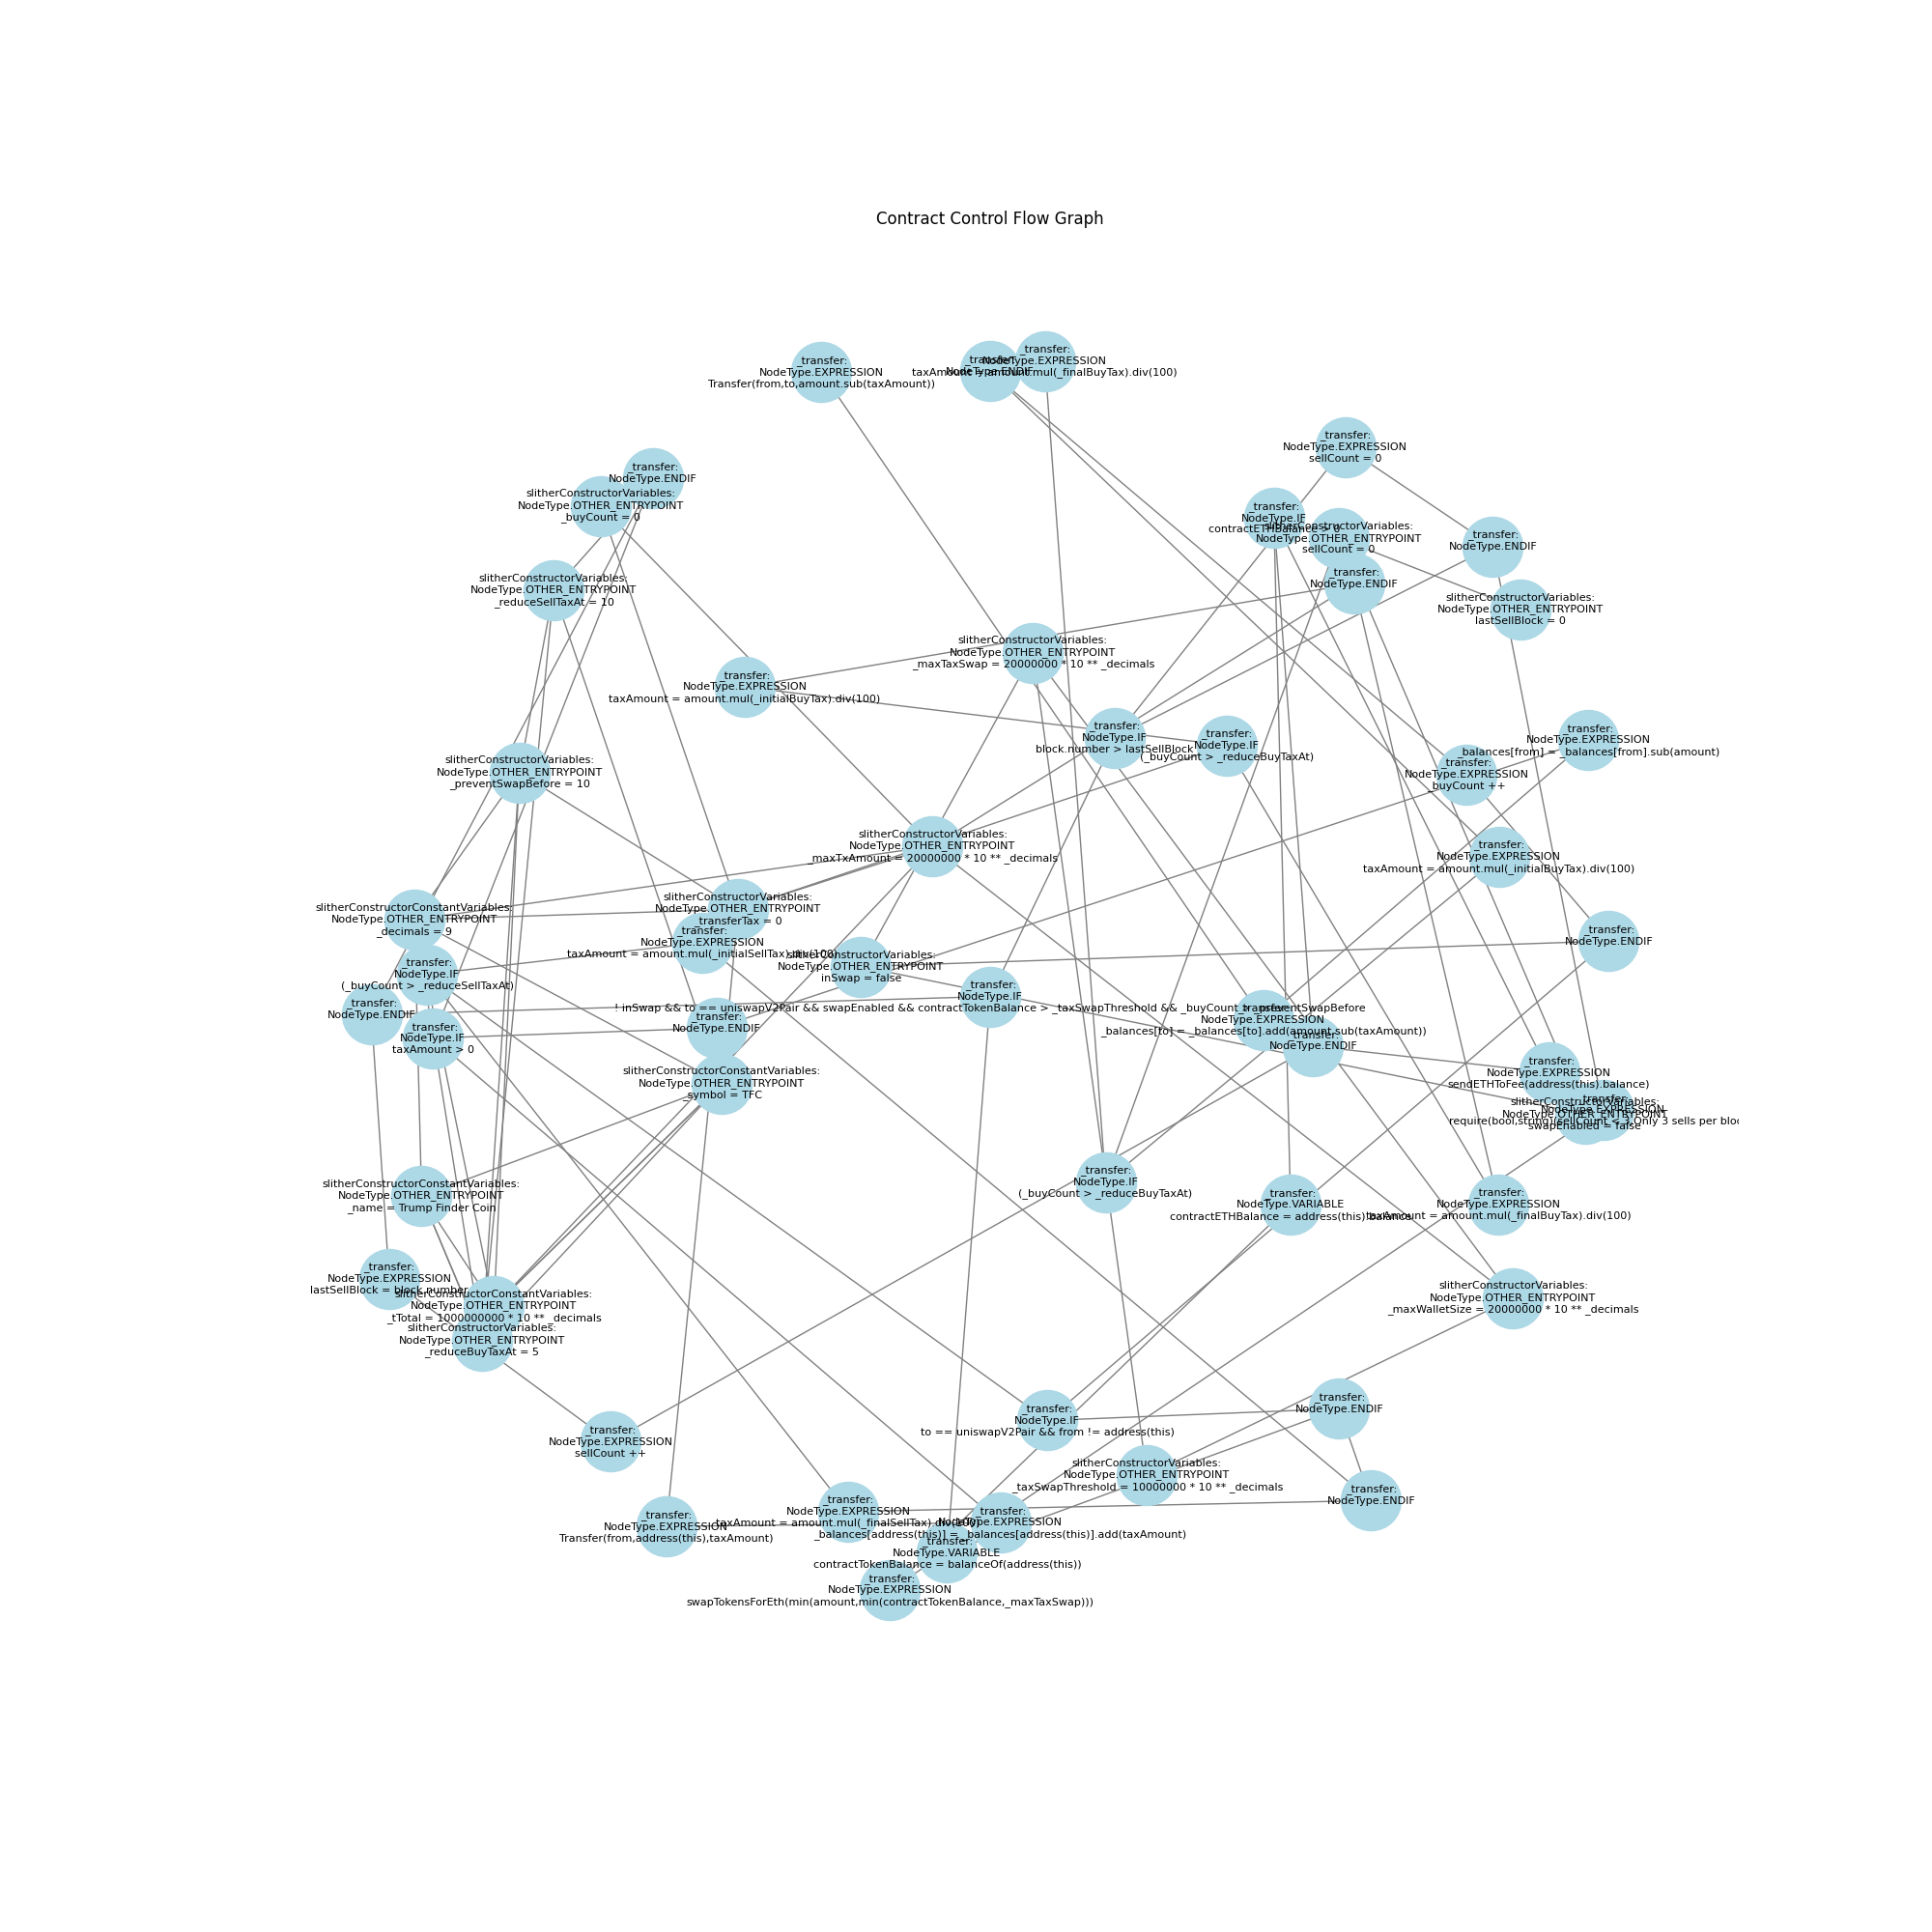 Contract Control Flow Graph
_transfer:
NodeType.EXPRESSION
Transfer(from,to,amount.sub(taxAmount))
_transfer:
NodeType.ENDIF
_transfer:
NodeType.EXPRESSION
taxAmount = amount.mul(_finalBuyTax).div(100)
_transfer:
NodeType.EXPRESSION
sellCount = 0
_transfer:
NodeType.ENDIF
slitherConstructorVariables:
NodeType.OTHER_ENTRYPOINT
_buyCount = 0
_transfer:
NodeType.IF
contractETHBalance > 0
slitherConstructorVariables:
NodeType.OTHER_ENTRYPOINT
sellCount = 0
_transfer:
NodeType.ENDIF
_transfer:
NodeType.ENDIF
slitherConstructorVariables:
NodeType.OTHER_ENTRYPOINT
_reduceSellTaxAt = 10
slitherConstructorVariables:
NodeType.OTHER_ENTRYPOINT
lastSellBlock = 0
slitherConstructorVariables:
NodeType.OTHER_ENTRYPOINT
_maxTaxSwap = 20000000 * 10 ** _decimals
_transfer:
NodeType.EXPRESSION
taxAmount = amount.mul(_initialBuyTax).div(100)
_transfer:
NodeType.IF
block.number > lastSellBlock
_transfer:
NodeType.IF
(_buyCount > _reduceBuyTaxAt)
_transfer:
NodeType.EXPRESSION
_balances[from] = _balances[from].sub(amount)
slitherConstructorVariables:
NodeType.OTHER_ENTRYPOINT
_preventSwapBefore = 10
_transfer:
NodeType.EXPRESSION
_buyCount ++
slitherConstructorVariables:
NodeType.OTHER_ENTRYPOINT
_maxTxAmount = 20000000 * 10 ** _decimals
_transfer:
NodeType.EXPRESSION
taxAmount = amount.mul(_initialBuyTax).div(100)
slitherConstructorConstantVariables:
NodeType.OTHER_ENTRYPOINT
_decimals = 9
slitherConstructorVariables:
NodeType.OTHER_ENTRYPOINT
_transferTax = 0
_transfer:
NodeType.EXPRESSION
taxAmount = amount.mul(_initialSellTax).div(100)
_transfer:
NodeType.ENDIF
slitherConstructorVariables:
NodeType.OTHER_ENTRYPOINT
inSwap = false
_transfer:
NodeType.IF
(_buyCount > _reduceSellTaxAt)
_transfer:
NodeType.ENDIF
_transfer:
NodeType.IF
taxAmount > 0
_transfer:
NodeType.ENDIF
_transfer:
NodeType.IF
! inSwap && to == uniswapV2Pair && swapEnabled && contractTokenBalance > _taxSwapThreshold && _buyCount > _preventSwapBefore
_transfer:
NodeType.EXPRESSION
_balances[to] = _balances[to].add(amount.sub(taxAmount))
_transfer:
NodeType.ENDIF
slitherConstructorConstantVariables:
NodeType.OTHER_ENTRYPOINT
_symbol = TFC
_transfer:
NodeType.EXPRESSION
sendETHToFee(address(this).balance)
slitherConstructorVariables:
NodeType.OTHER_ENTRYPOINT
swapEnabled = false
_transfer:
NodeType.EXPRESSION
require(bool,string)(sellCount < 3,Only 3 sells per
slitherConstructorConstantVariables:
NodeType.OTHER_ENTRYPOINT
_name = Trump Finder Coin
_transfer:
NodeType.IF
(_buyCount > _reduceBuyTaxAt)
_transfer:
NodeType.VARIABLE
contractETHBalance = address(this).balance
_transfer:
NodeType.EXPRESSION
taxAmount = amount.mul(_finalBuyTax).div(100)
_transfer:
NodeType.EXPRESSION
lastSellBlock = block.number
slitherConstructorConstantVariables:
NodeType.OTHER_ENTRYPOINT
_tTotal = 1000000000 * 10 ** _decimals
slitherConstructorVariables:
NodeType.OTHER_ENTRYPOINT
_reduceBuyTaxAt = 5
slitherConstructorVariables:
NodeType.OTHER_ENTRYPOINT
_maxWalletSize = 20000000 * 10 ** _decimals
_transfer:
NodeType.EXPRESSION
sellCount ++
_transfer:
NodeType.IF
to == uniswapV2Pair && from != address(this)
_transfer:
NodeType.ENDIF
slitherConstructorVariables:
NodeType.OTHER_ENTRYPOINT
_taxSwapThreshold = 10000000 * 10 ** _decimals
_transfer:
NodeType.ENDIF
_transfer:
NodeType.EXPRESSION
Transfer(from,address(this),taxAmount)
_transfer:
NodeType.EXPRESSION
taxAmount = amount.mul(_finalSellTax).div(100)
_transfer:
NodeType.EXPRESSION
_balances[address(this)] = _balances[address(this)].add(taxAmount)
_transfer:
NodeType.VARIABLE
contractTokenBalance = balanceOf(address(this))
_transfer:
NodeType.EXPRESSION
swapTokensForEth(min(amount,min(contractTokenBalance,_maxTaxSwap)))